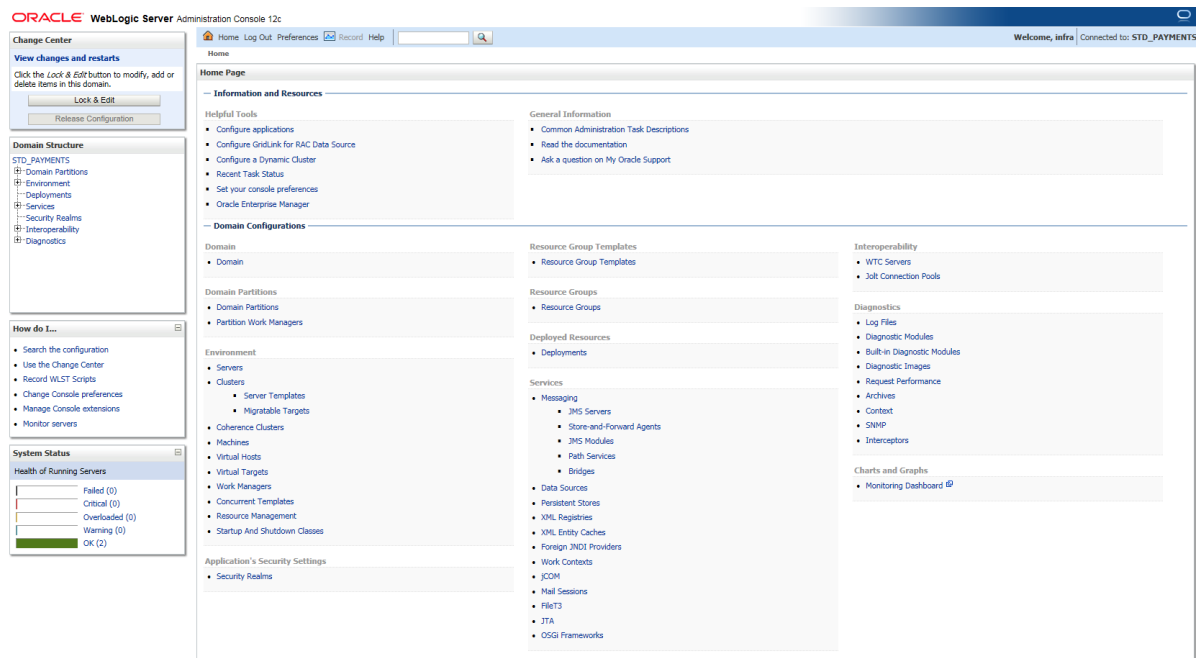 ORACLE WebLogic Server Administration Console 12c
Change Center
View changes and restarts
Click the Lock & Edit button to modify, add or
delete items in this domain.
Lock & Edit
Release Configuration
Domain Structure
STD_PAYMENTS
Domain Partitions
Environment
Deployments
Services
Security Realms
Interoperability
Diagnostics
How do I...
Search the configuration
Use the Change Center
Record WLST Scripts
Change Console preferences
Manage Console extensions
Monitor servers
System Status
Health of Running Servers
Failed (0)
Critical (0)
Overloaded (0)
Warning (0)
OK (2)
Home Log Out Preferences Record Help
Welcome, infra Connected to: STD_PAYMENTS
Home
Home Page
Information and Resources
Helpful Tools
Configure applications
Configure GridLink for RAC Data Source
Configure a Dynamic Cluster
Recent Task Status
Set your console preferences
Oracle Enterprise Manager
General Information
Common Administration Task Descriptions
Read the documentation
Ask a question on My Oracle Support
Domain Configurations
Domain
Domain
Domain Partitions
Domain Partitions
Partition Work Managers
Environment
Servers
Clusters
Server Templates
Migratable Targets
Coherence Clusters
Machines
Virtual Hosts
Virtual Targets
Work Managers
Concurrent Templates
Resource Management
Startup And Shutdown Classes
Application's Security Settings
Security Realms
Resource Group Templates
Resource Group Templates
Resource Groups
Resource Groups
Deployed Resources
Deployments
Services
Messaging
JMS Servers
Store-and-Forward Agents
JMS Modules
Path Services
Bridges
Data Sources
Persistent Stores
XML Registries
XML Entity Caches
Foreign JNDI Providers
Work Contexts
jCOM
Mail Sessions
FileT3
JTA
OSGi Frameworks
Interoperability
WTC Servers
Jolt Connection Pools
Diagnostics
Log Files
Diagnostic Modules
Built-in Diagnostic Modules
Diagnostic Images
Request Performance
Archives
Context
SNMP
Interceptors
Charts and Graphs
Monitoring Dashboard